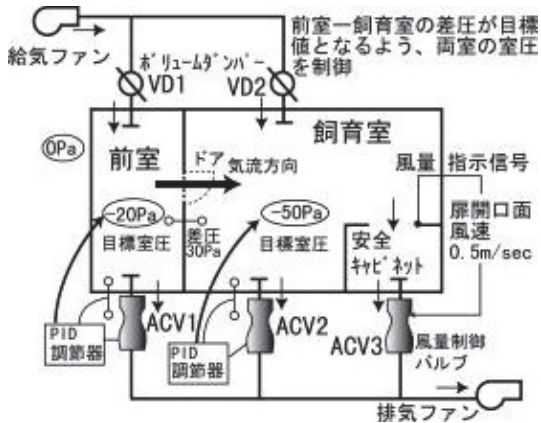 給気ファン
前室ー飼育室の差圧が目標
値となるよう、両室の室圧
を制御
ボリュームダンパー
VD1
VD2
0Pa
前室
ドア
気流方向
飼育室
風量
指示信号
-20Pa
目標室圧
差圧
30Pa
-50Pa
目標室圧
安全
キャビネット
扉開口面
風速
0.5m/sec
PID
調節器
ACV1
PID
調節器
ACV2
ACV3
風量制御
バルブ
排気ファン